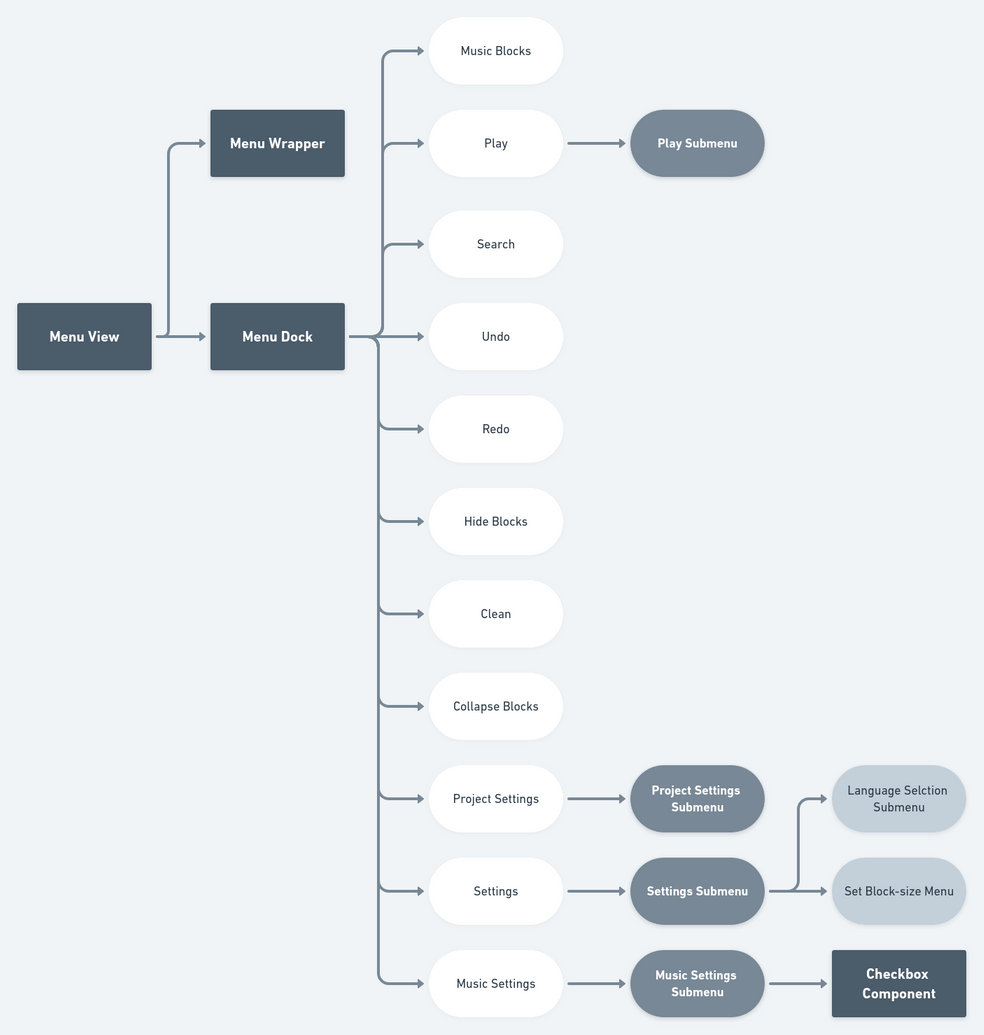 Music Blocks
Menu Wrapper
Play
Play Submenu
Search
Menu View
Menu Dock
Undo
Redo
Hide Blocks
Clean
Collapse Blocks
Project Settings
Project Settings
Submenu
Language Selction
Submenu
Settings
Settings Submenu
Set Block-size Menu
Music Settings
Music Settings
Submenu
Checkbox
Component